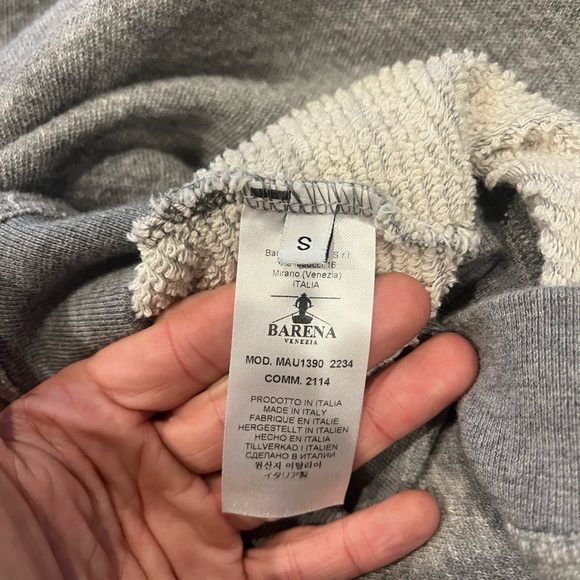 S
S r l
Mirano (Venezia)
ITALIA
BARENA
VENEZIA
MOD. MAU1390 2234
COMM. 2114
PRODOTTO IN ITALIA
MADE IN ITALY
FABRIQUE EN ITALIE
HERGESTELLT IN ITALIEN
HECHO EN ITALIA
TILLVERKAD I ITALIEN
СДЕЛАНО В ИТАЛИИ
원산지 이탈리아
イタリア製